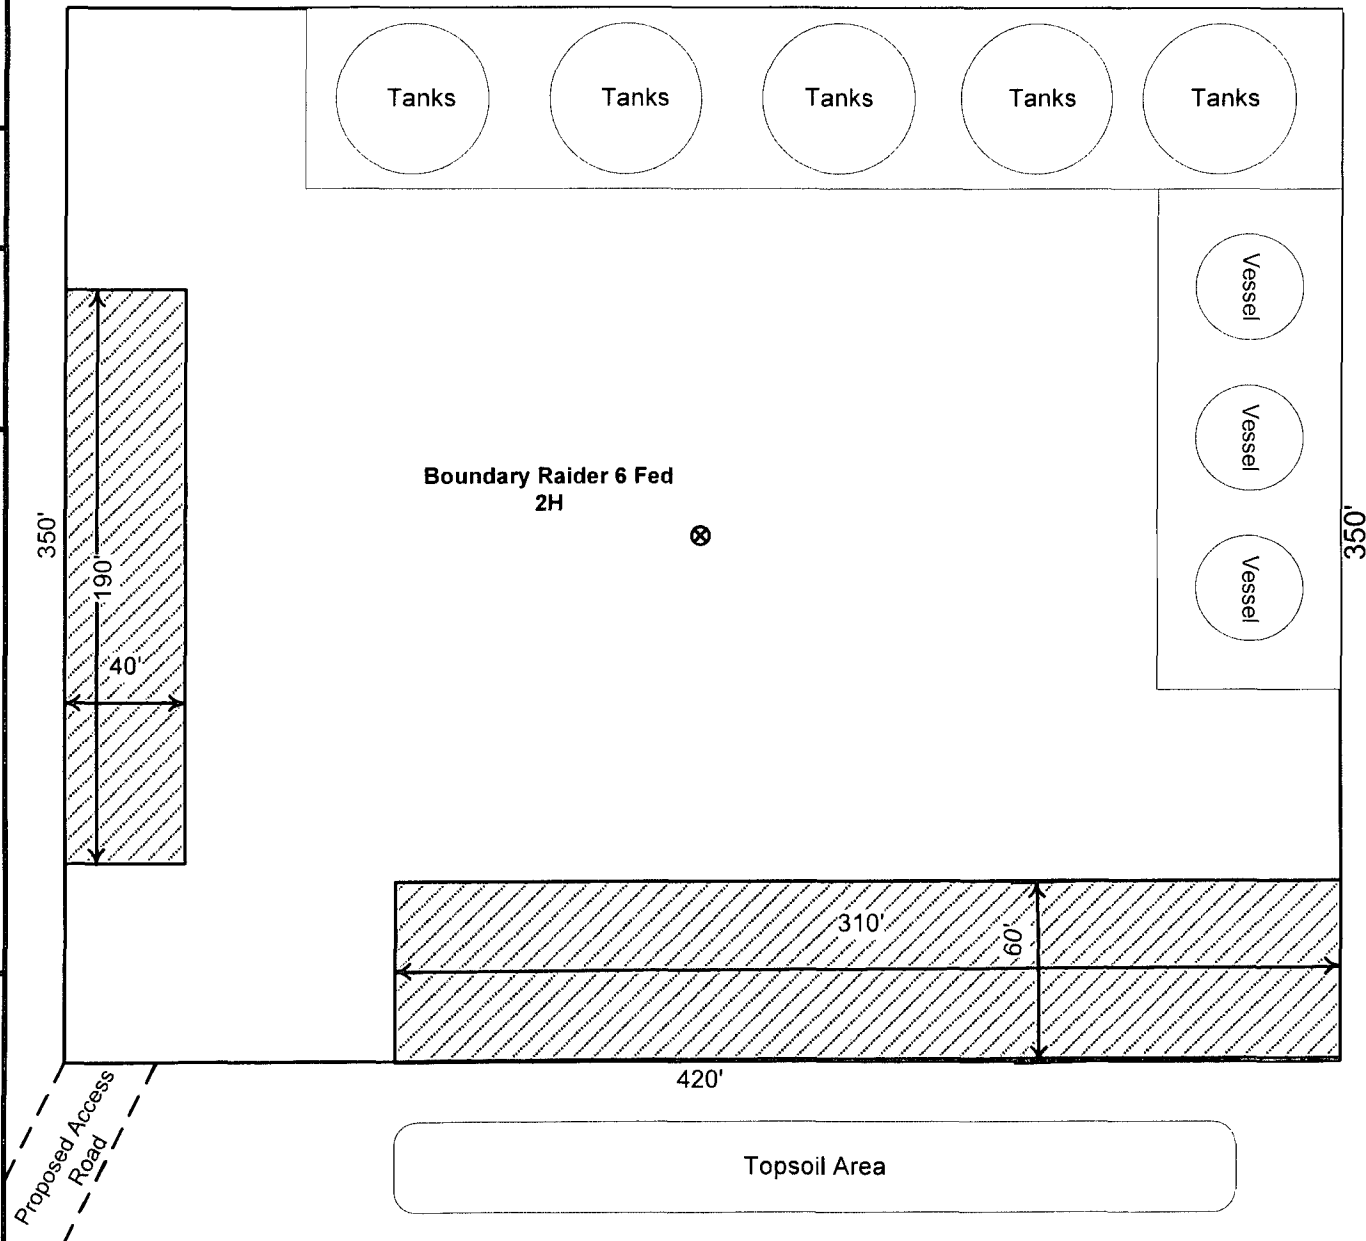 Tanks Tanks Tanks Tanks Tanks
Vessel
Vessel
Boundary Raider 6 Fed
2H
350'
350'
190'
Vessel
40'
310'
60'
420'
Proposed Access
Road
Topsoil Area